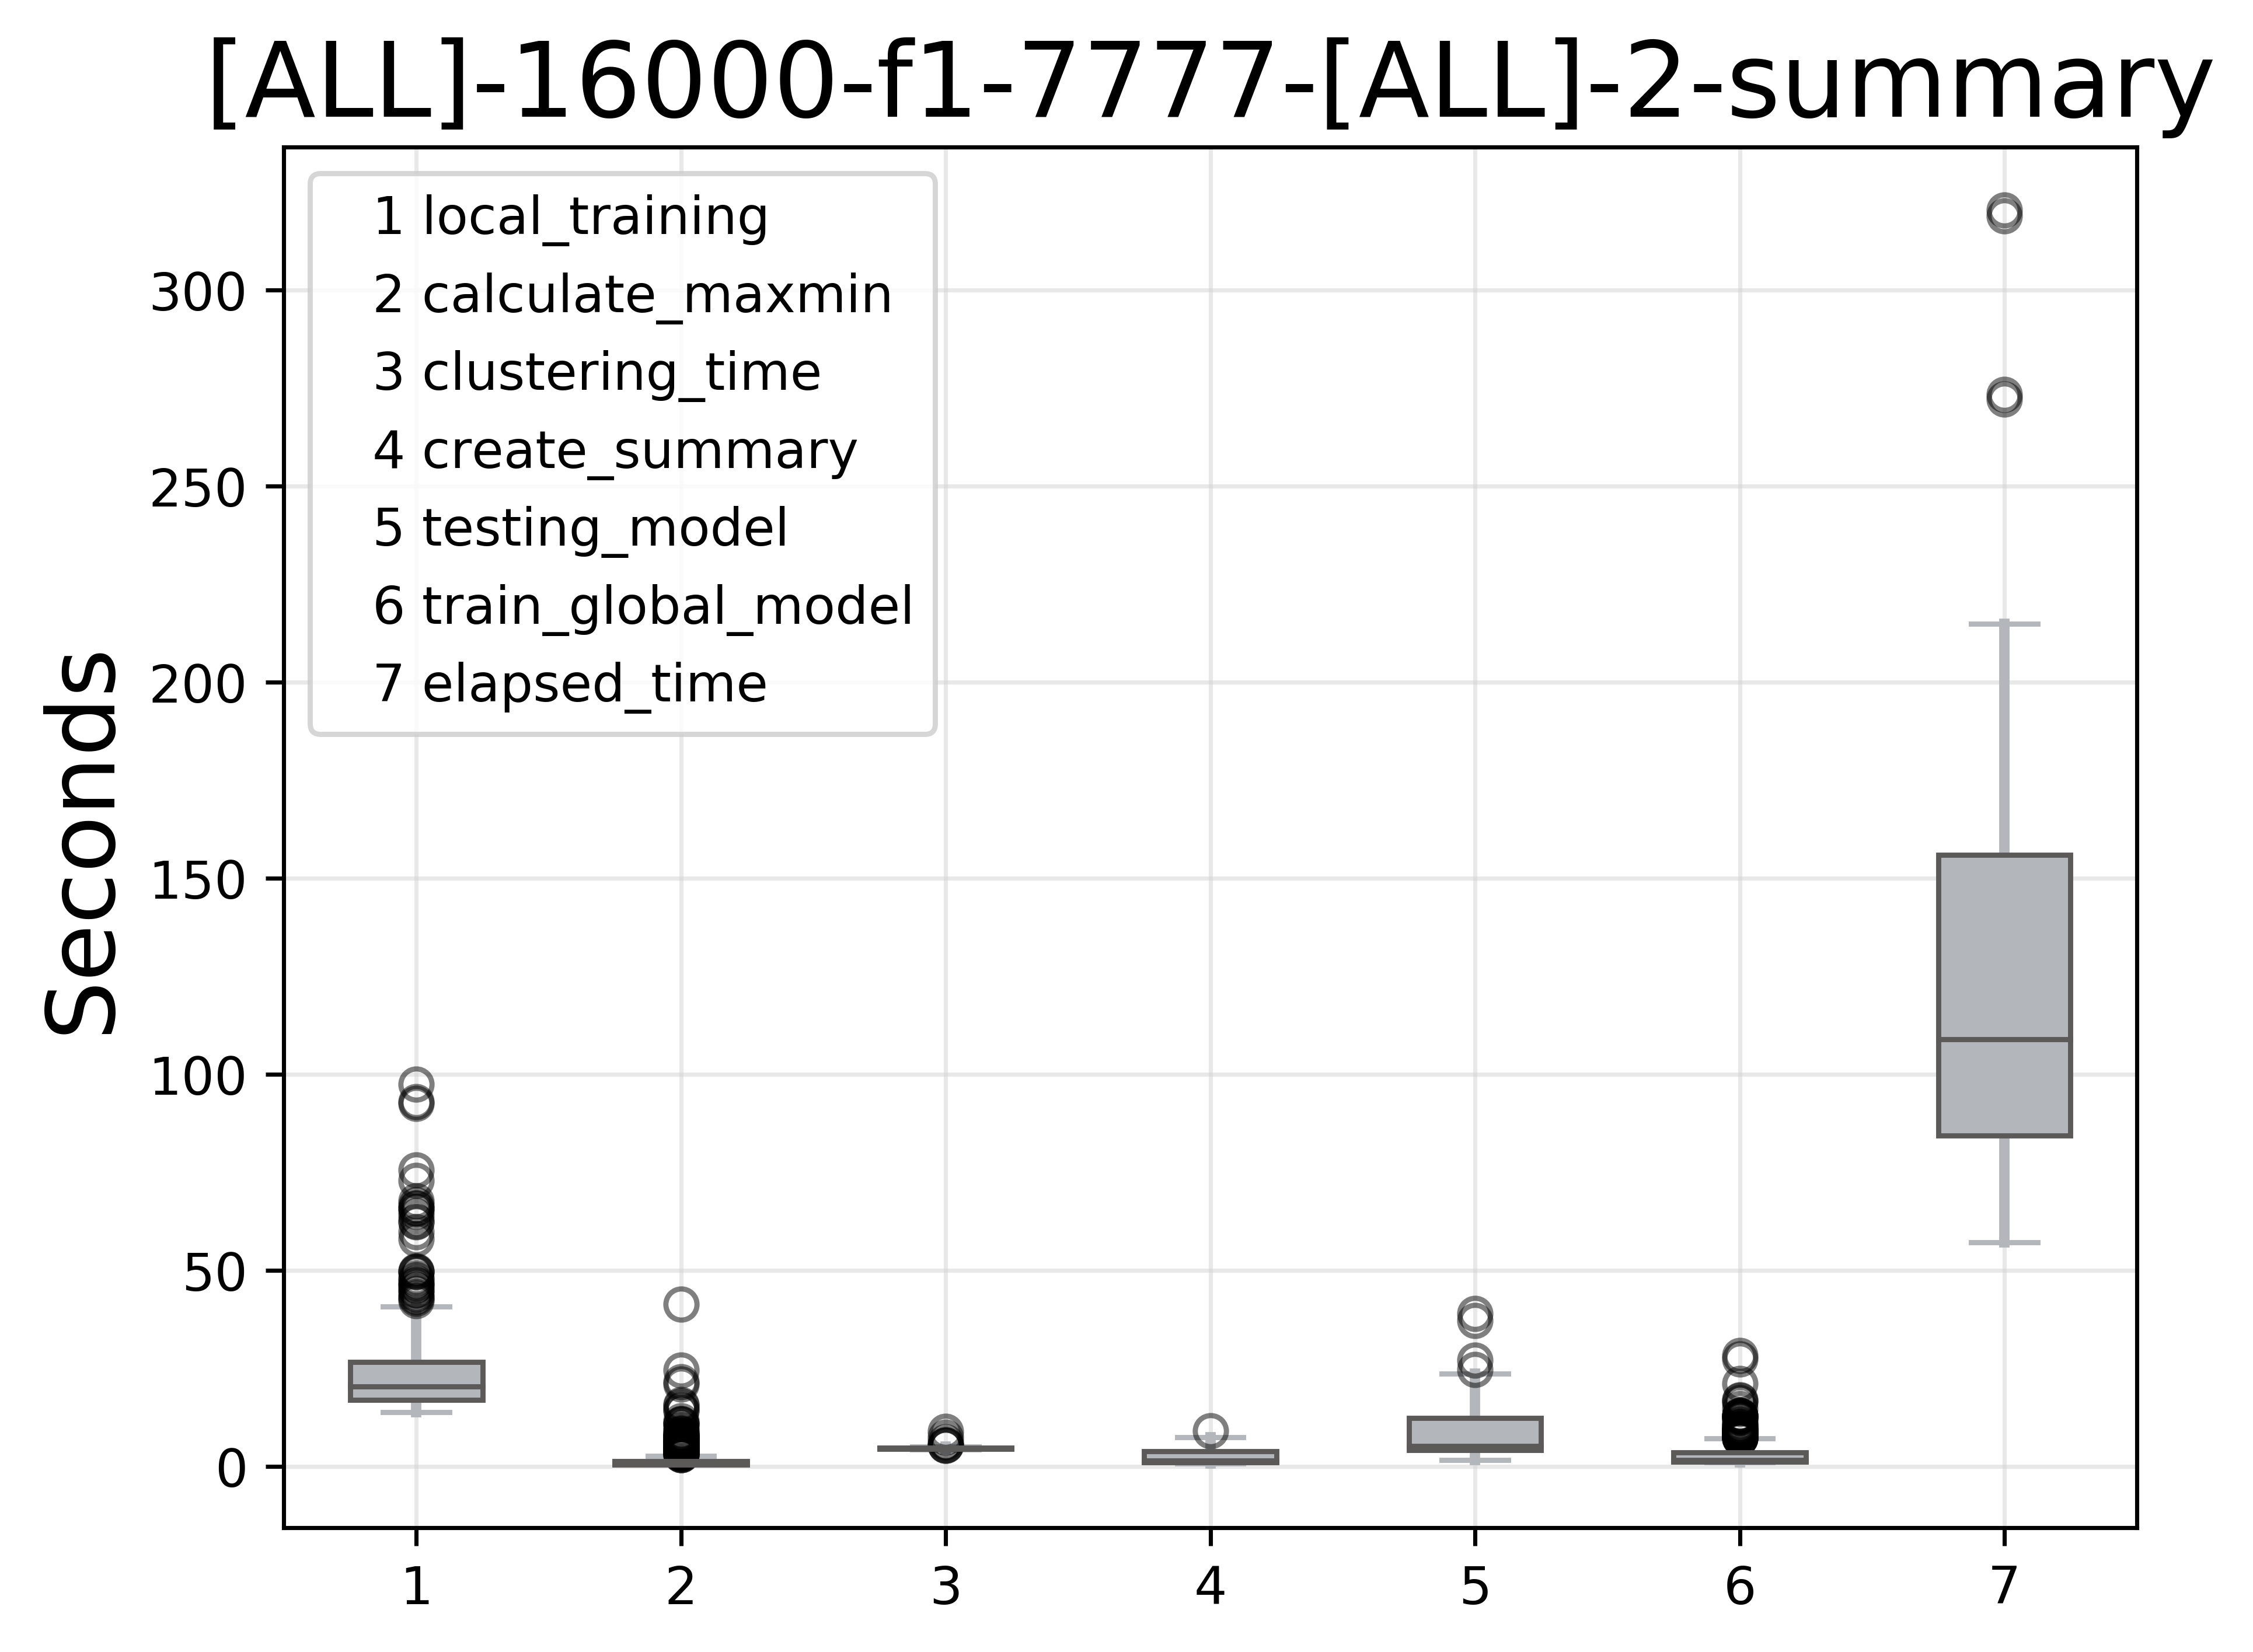 [ALL]-16000-f1-7777-[ALL]-2-summary
1 local_training
2 calculate_maxmin
3 clustering_time
4 create_summary
5 testing_model
6 train_global_model
7 elapsed_time
Seconds
300
250
200
150
100
50
0
1 2 3 4 5 6 7